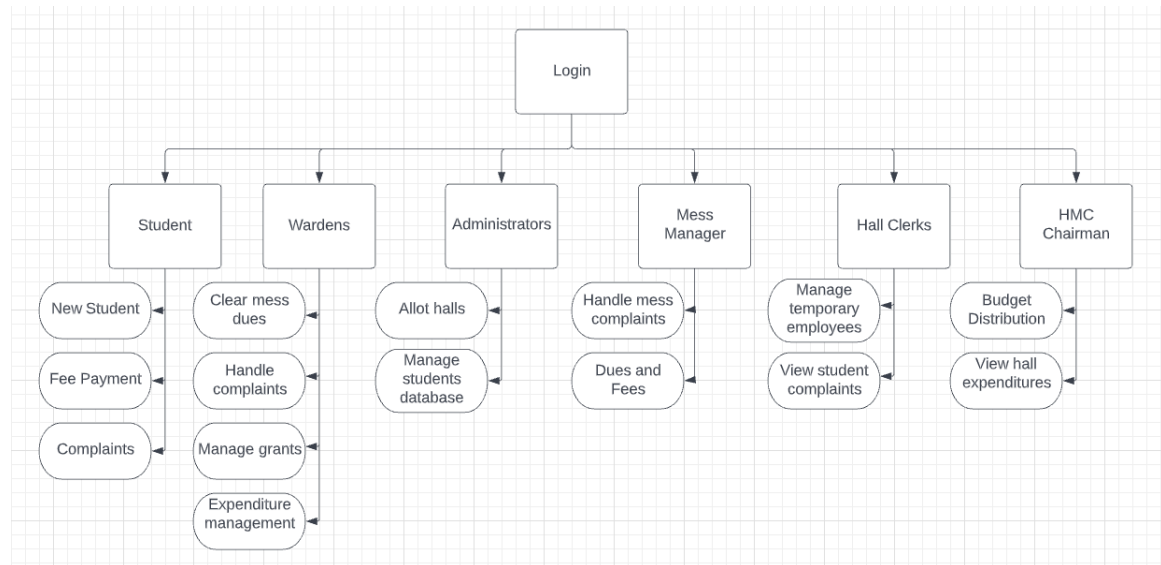 Login
Student
Wardens
Administrators
Mess
Manager
Hall Clerks
HMC
Chairman
New Student
Fee Payment
Complaints
Clear mess
dues
Handle
complaints
Manage grants
Expenditure
management
Allot halls
Manage
students
database
Handle mess
complaints
Dues and
Fees
Manage
temporary
employees
View student
complaints
Budget
Distribution
View hall
expenditures